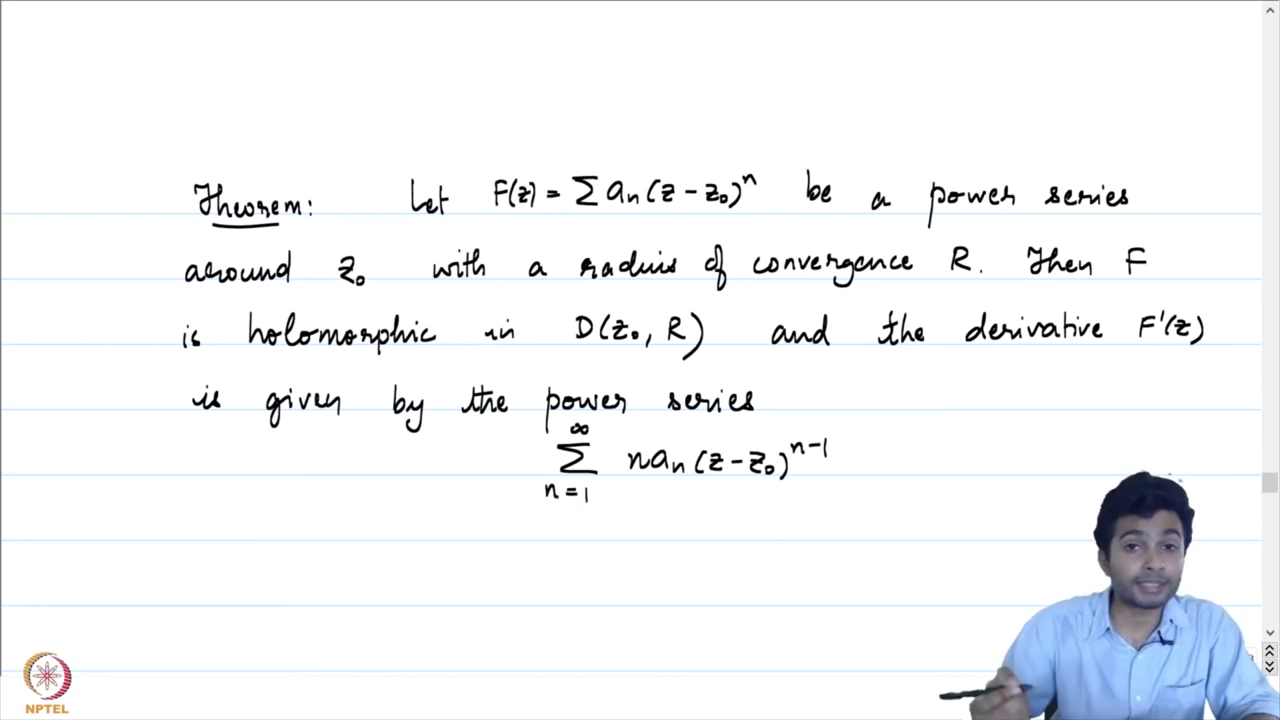 Theorem: Let F(z) = ∑ aₙ (z - z₀)ⁿ be a power series
around z₀ with a radius of convergence R. Then F
is holomorphic in D(z₀, R) and the derivative F'(z)
is given by the power series
∞
∑ naₙ (z - z₀)ⁿ⁻¹
n = 1
NPTEL